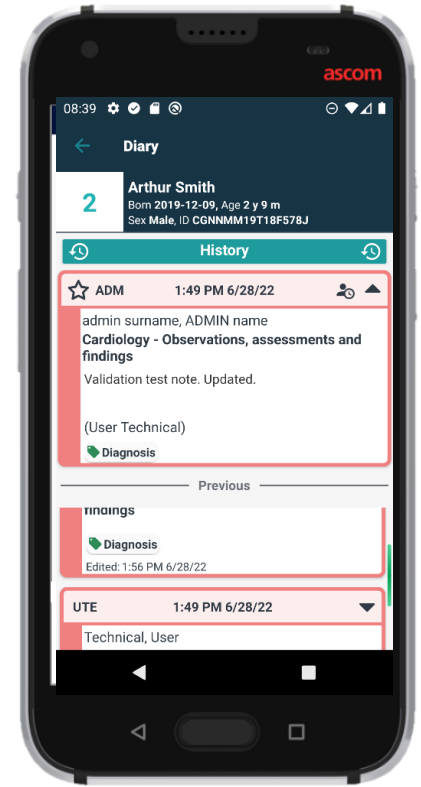 ascom
08:39
Diary
2
Arthur Smith
Born 2019-12-09, Age 2 y 9 m
Sex Male, ID CGNNMM19T18F578J
History
ADM 1:49 PM 6/28/22
admin surname, ADMIN name
Cardiology - Observations, assessments and
findings
Validation test note. Updated.
(User Technical)
Diagnosis
Previous
findings
Diagnosis
Edited: 1:56 PM 6/28/22
UTE 1:49 PM 6/28/22
Technical, User